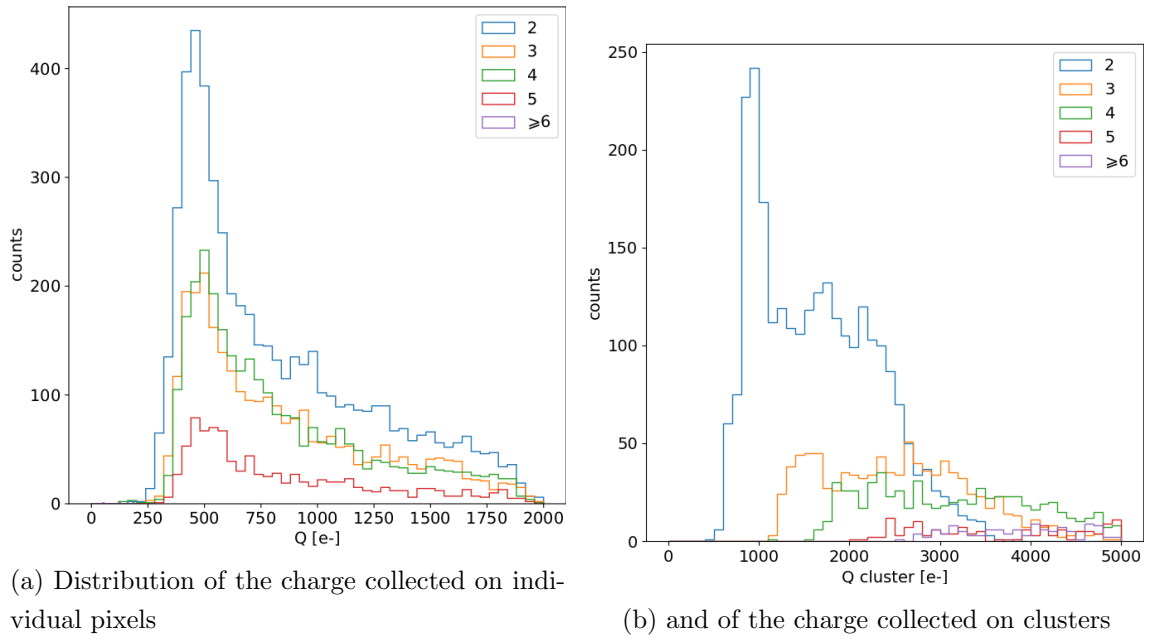 400
300
200
100
0
counts
2
3
4
5
⩾6
0 250 500 750 1000 1250 1500 1750 2000
Q [e-]
(a) Distribution of the charge collected on indi-
vidual pixels
250
200
150
100
50
0
counts
2
3
4
5
⩾6
0 1000 2000 3000 4000 5000
Q cluster [e-]
(b) and of the charge collected on clusters